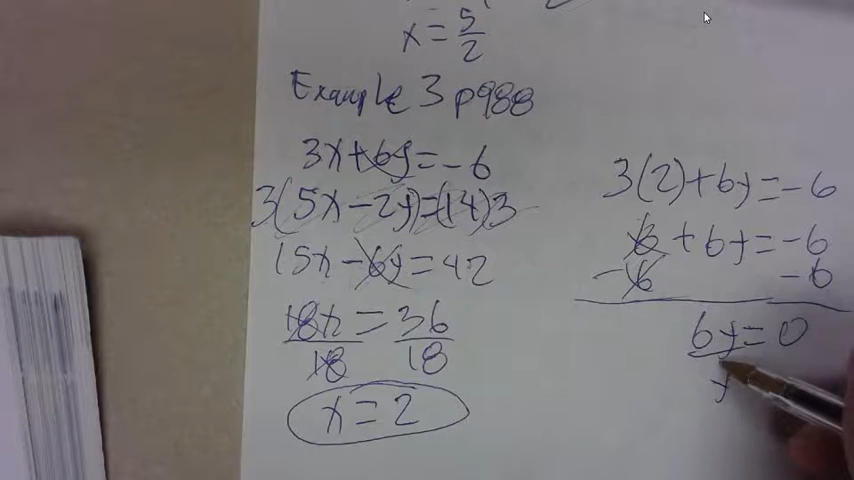 x = 5/2
Example 3 p988
3x + 6y = -6
3(5x - 2y) = (14)3
15x - 6y = 42
18x = 36
18 18
x = 2
3(2) + 6y = -6
6 + 6y = -6
-6 -6
6y = 0
y